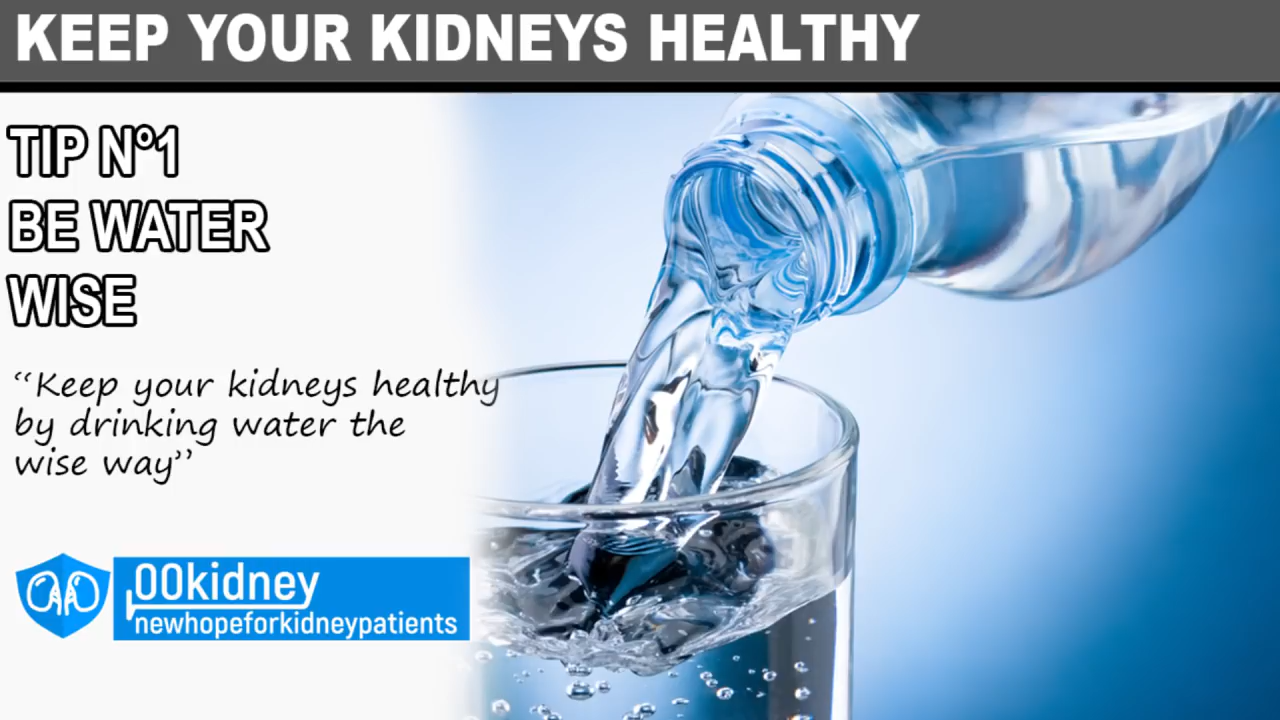 KEEP YOUR KIDNEYS HEALTHY
TIP Nº1
BE WATER
WISE
“Keep your kidneys healthy
by drinking water the
wise way”
00kidney
newhopeforkidneypatients